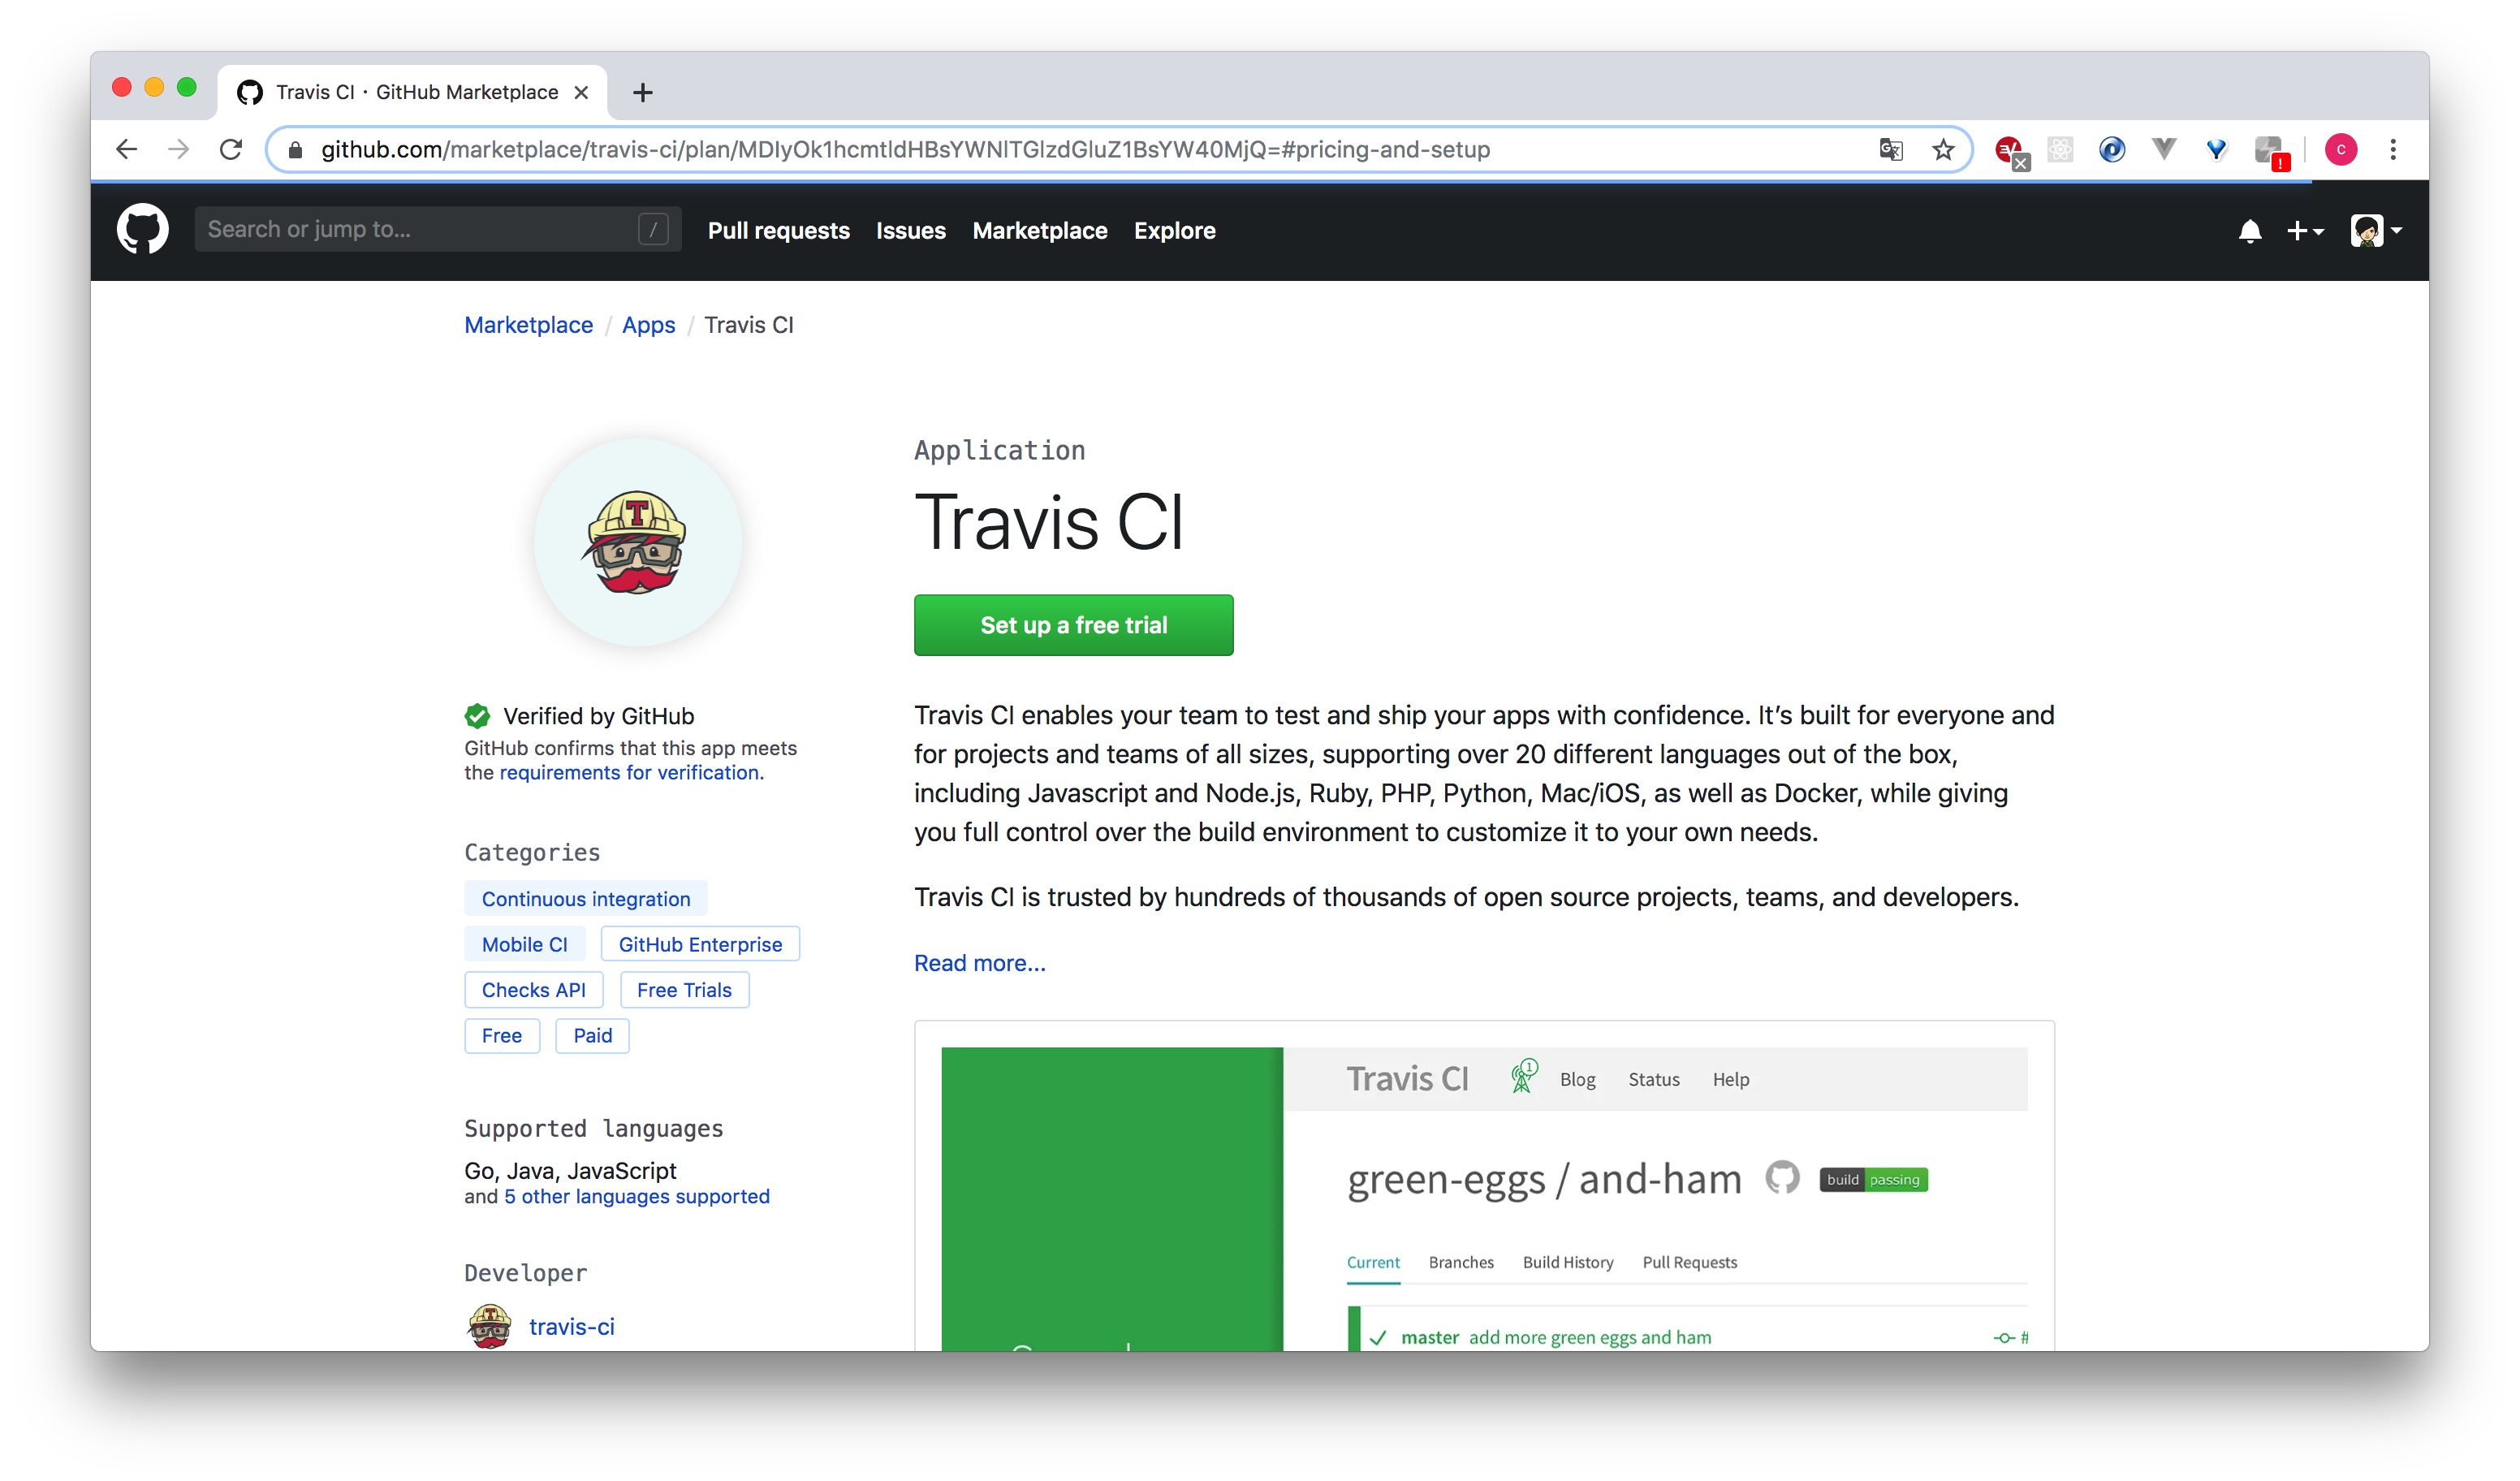 Travis CI · GitHub Marketplace
github.com/marketplace/travis-ci/plan/MDIyOk1hcmtldHBsYWNlTGlzdGluZ1BsYW40MjQ=#pricing-and-setup
C
Search or jump to...
/
Pull requests
Issues
Marketplace
Explore
Marketplace / Apps / Travis CI
Application
Travis CI
Set up a free trial
Verified by GitHub
GitHub confirms that this app meets
the requirements for verification.
Categories
Continuous integration
Mobile CI
GitHub Enterprise
Checks API
Free Trials
Free
Paid
Supported languages
Go, Java, JavaScript
and 5 other languages supported
Developer
travis-ci
Travis CI enables your team to test and ship your apps with confidence. It’s built for everyone and
for projects and teams of all sizes, supporting over 20 different languages out of the box,
including Javascript and Node.js, Ruby, PHP, Python, Mac/iOS, as well as Docker, while giving
you full control over the build environment to customize it to your own needs.
Travis CI is trusted by hundreds of thousands of open source projects, teams, and developers.
Read more...
Travis CI
1
Blog
Status
Help
green-eggs / and-ham
build passing
Current
Branches
Build History
Pull Requests
master add more green eggs and ham
#